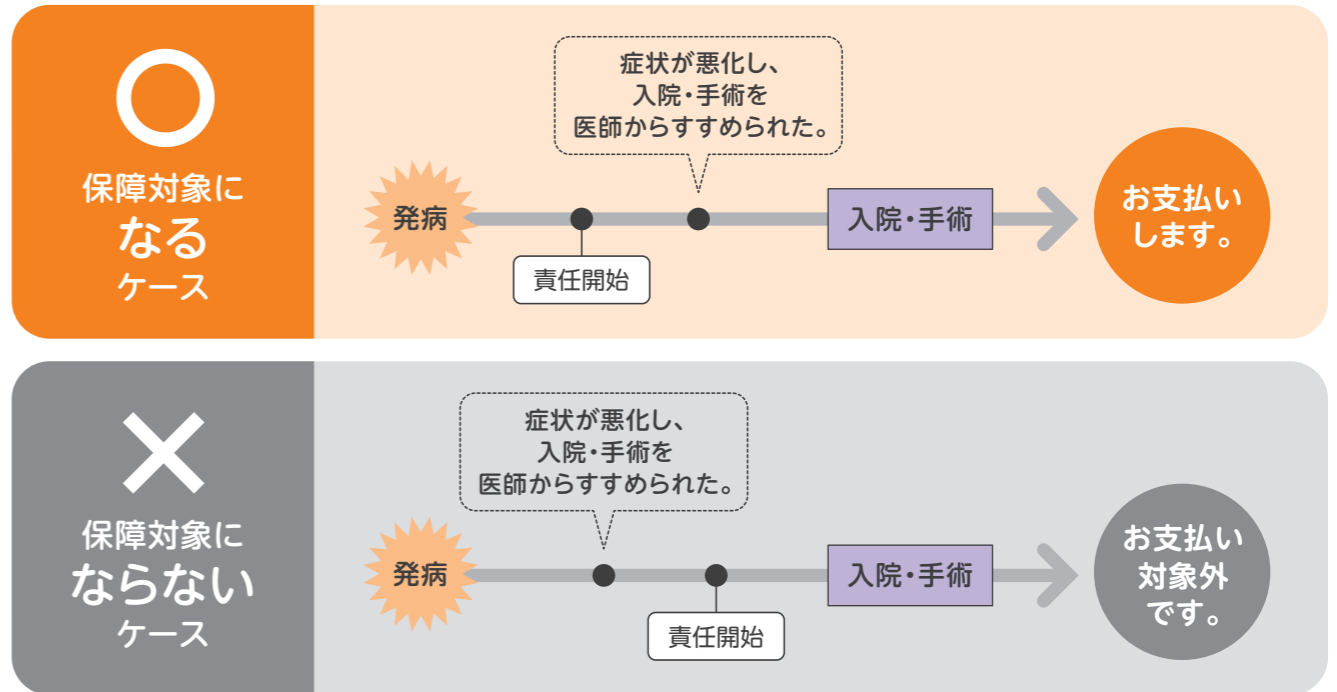 保障対象に
なる
ケース
症状が悪化し、
入院・手術を
医師からすすめられた。
発病
責任開始
入院・手術
お支払い
します。
保障対象に
ならない
ケース
症状が悪化し、
入院・手術を
医師からすすめられた。
発病
責任開始
入院・手術
お支払い
対象外
です。